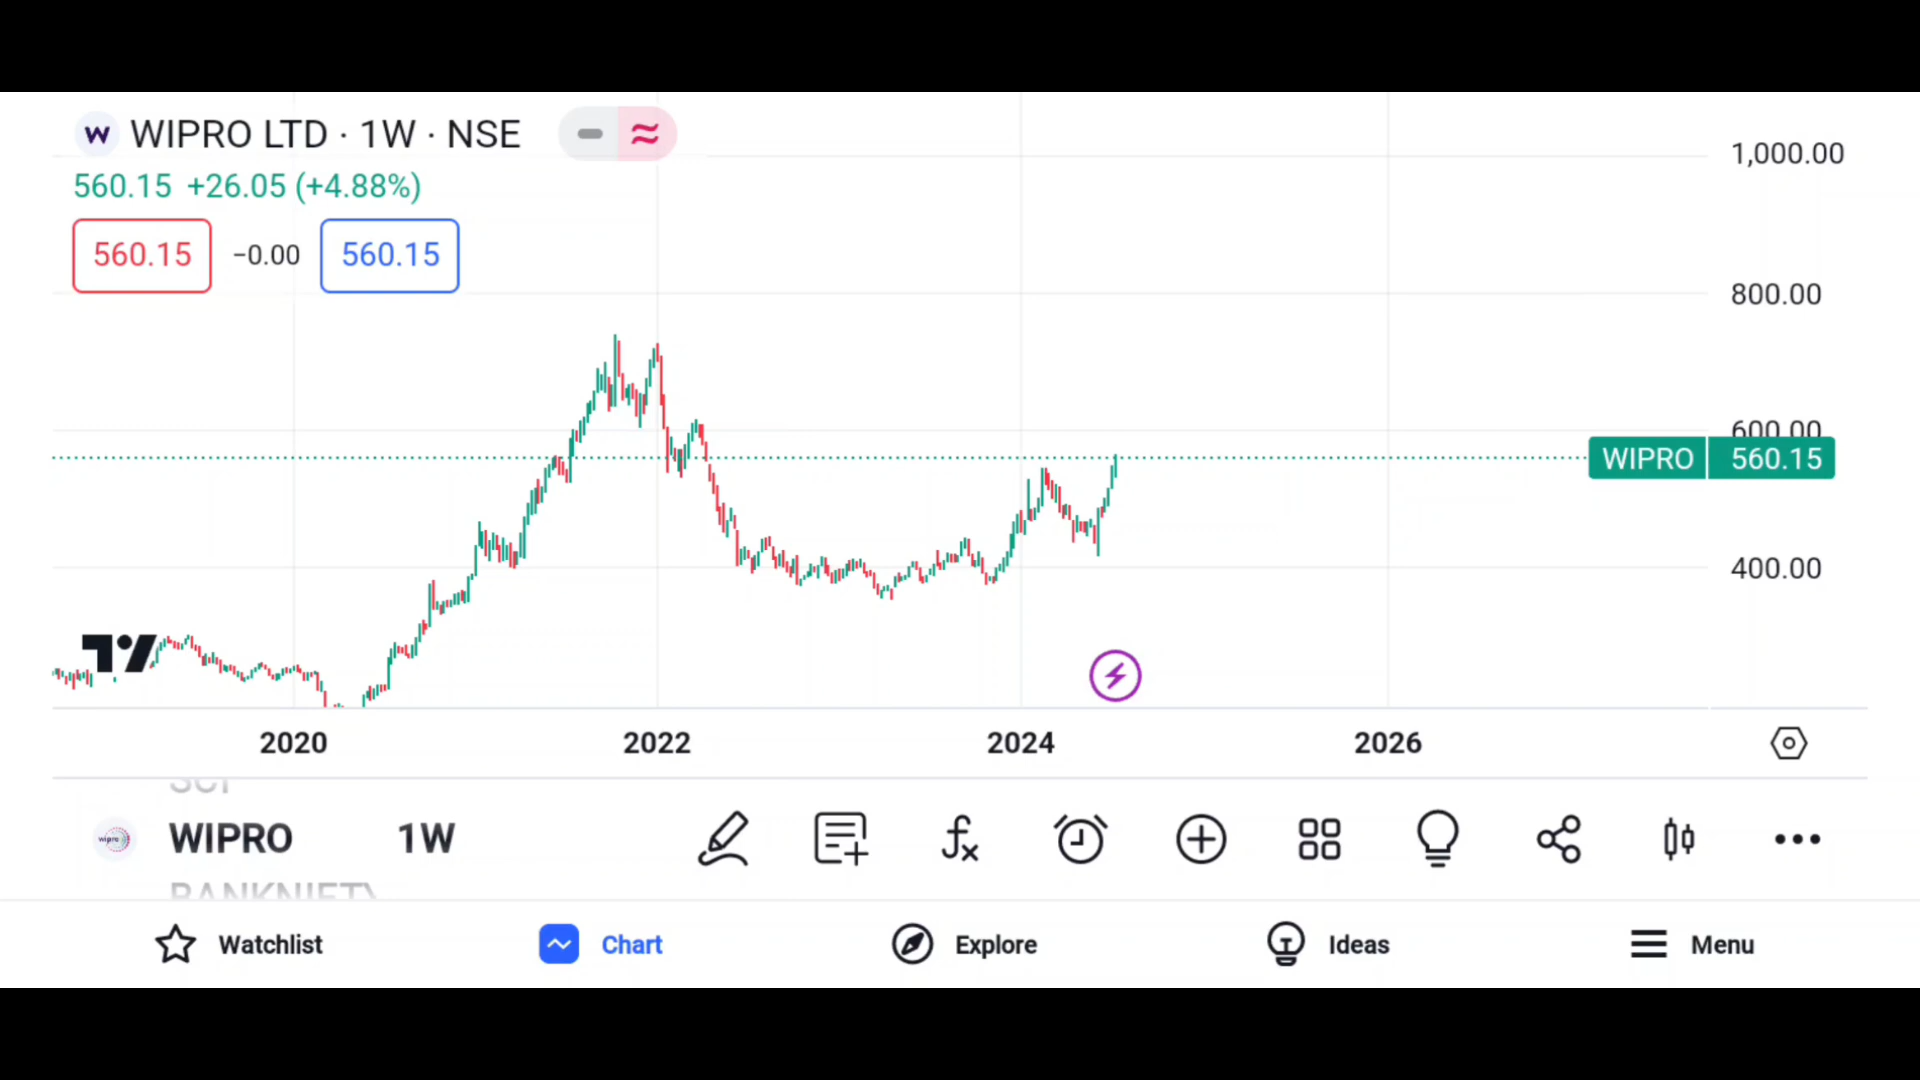 W WIPRO LTD · 1W · NSE
560.15 +26.05 (+4.88%)
560.15 −0.00 560.15
1,000.00
800.00
600.00
WIPRO 560.15
400.00
2020 2022 2024 2026
wipro WIPRO 1W
BANKNIFTY
Watchlist Chart Explore Ideas Menu